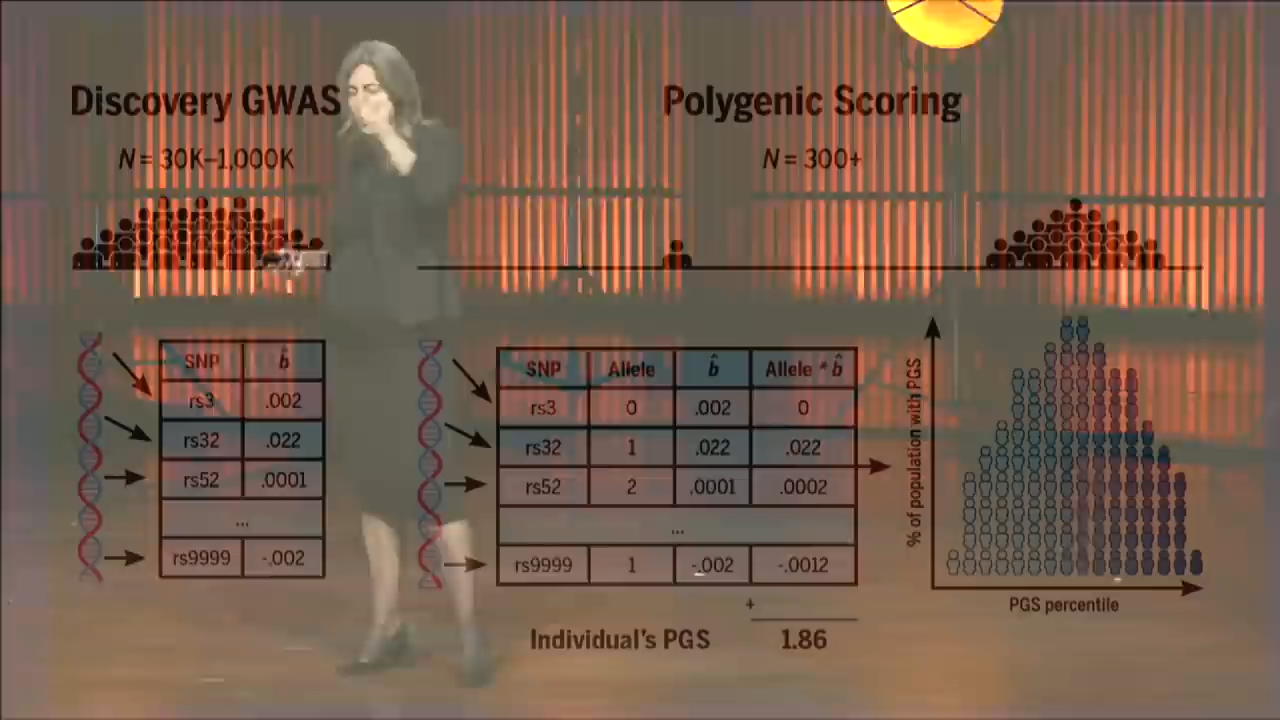 Discovery GWAS
N = 30K–1,000K
SNP b̂
rs3 .002
rs32 .022
rs52 .0001
...
rs9999 -.002
Polygenic Scoring
N = 300+
SNP Allele b̂ Allele * b̂
rs3 0 .002 0
rs32 1 .022 .022
rs52 2 .0001 .0002
...
rs9999 1 -.002 -.0012
+
Individual's PGS 1.86
% of population with PGS
PGS percentile